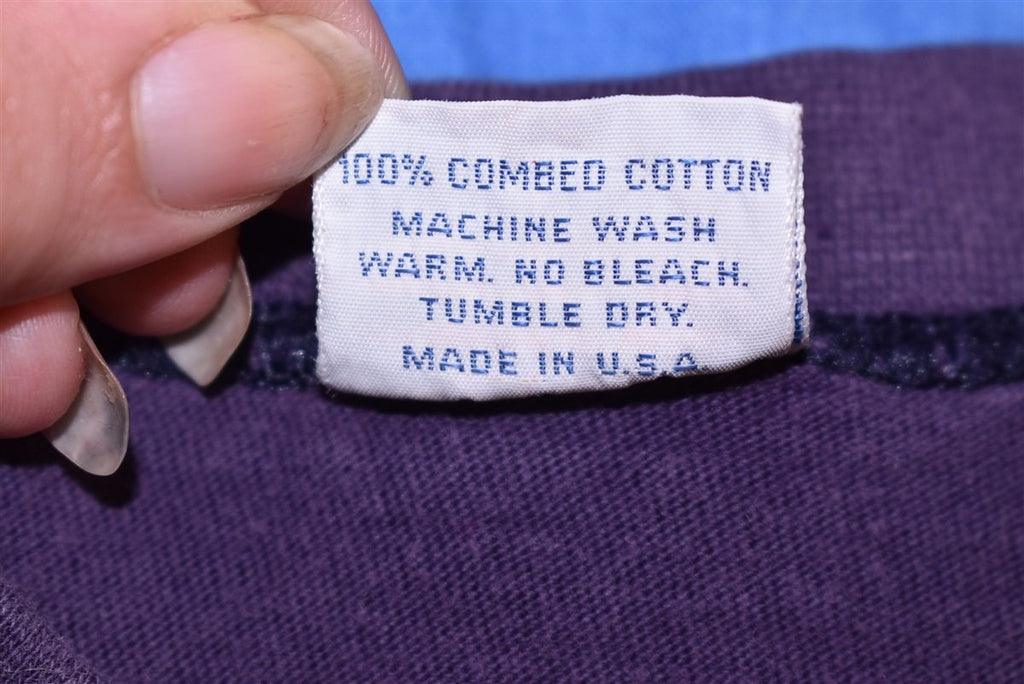 100% COMBED COTTON
MACHINE WASH
WARM. NO BLEACH.
TUMBLE DRY.
MADE IN U.S.A.